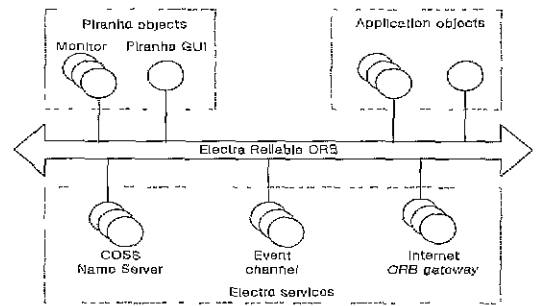 Piranha objects
Monitor Piranha GUI
Application objects
Electra Reliable ORB
COSS
Name Server
Event
channel
Internet
ORB gateway
Electra services